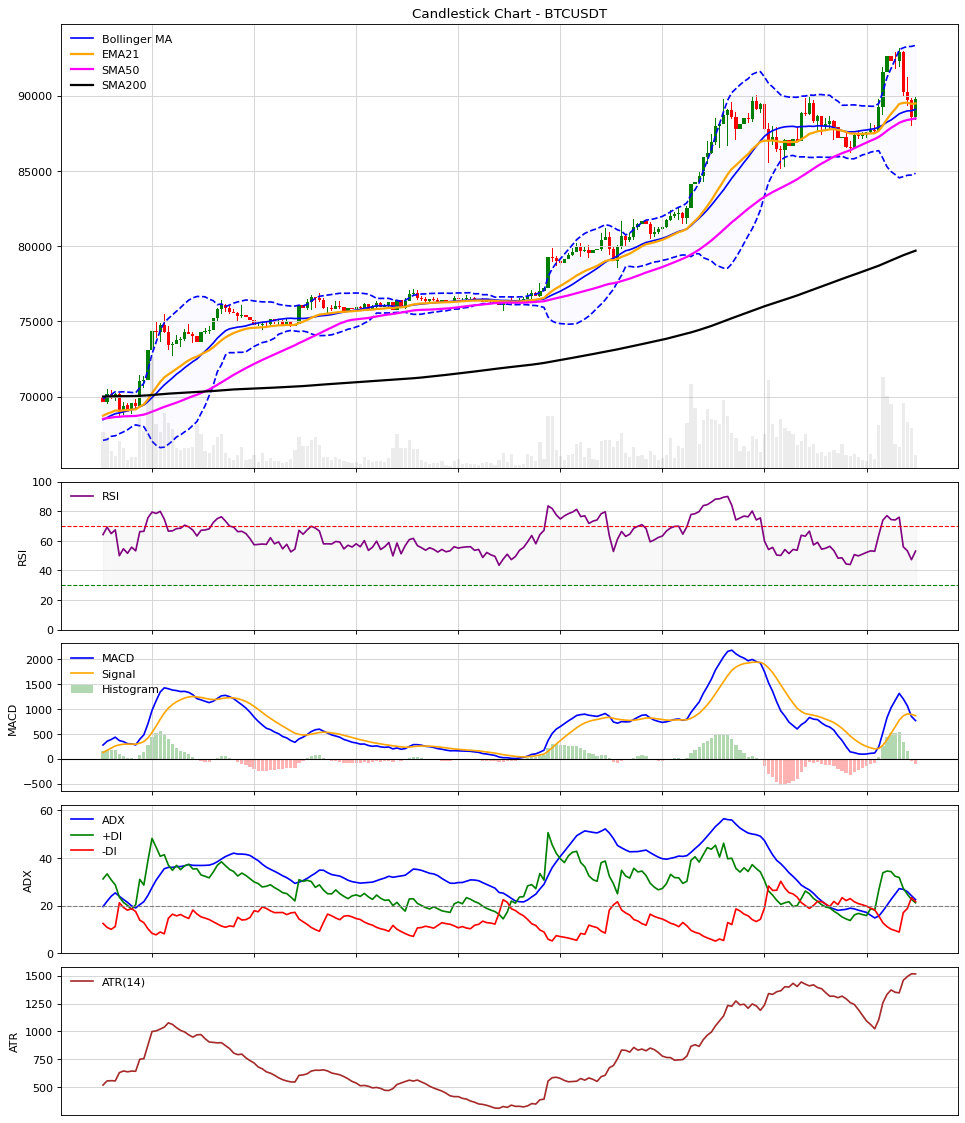 Candlestick Chart - BTCUSDT
Bollinger MA
EMA21
SMA50
SMA200
90000
85000
80000
75000
70000
RSI
100
80
60
40
20
0
RSI
MACD
Signal
Histogram
2000
1500
1000
500
0
−500
MACD
ADX
+DI
-DI
60
40
20
0
ADX
ATR(14)
1500
1250
1000
750
500
ATR